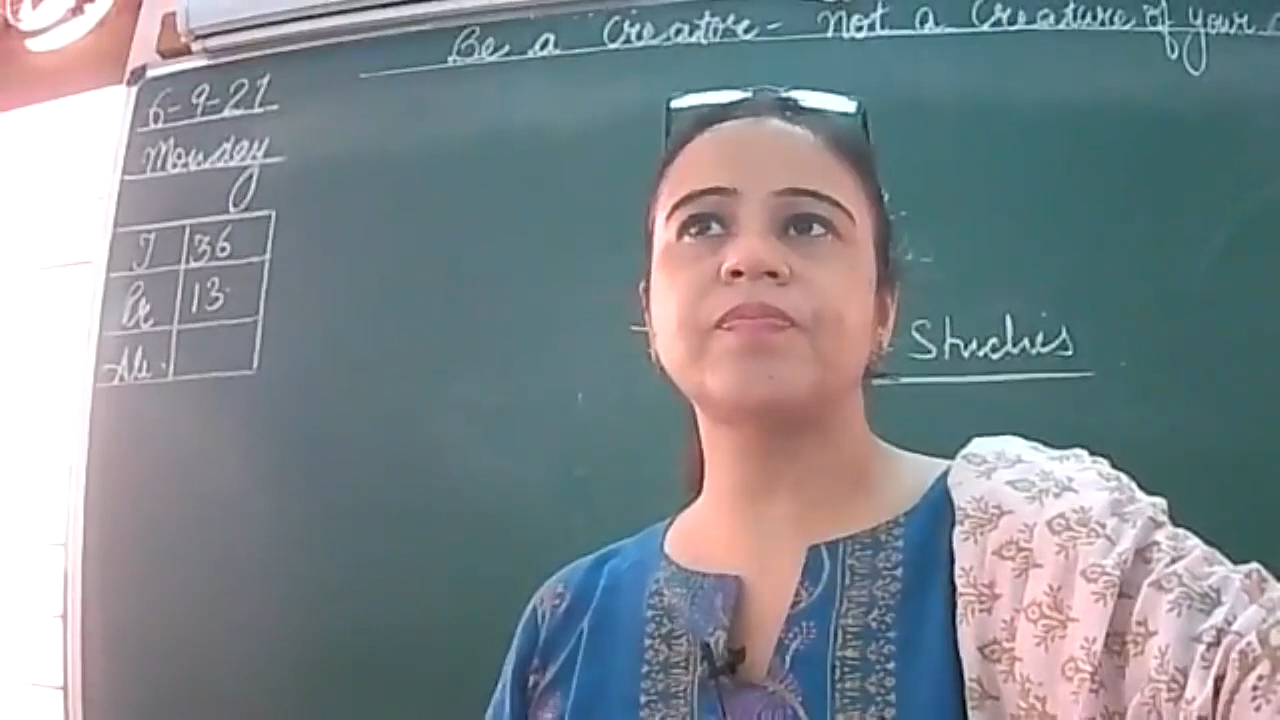 Be a Creator - Not a Creature of your
6-9-21
Monday
T 36
Pr 13
Ab.
Studies